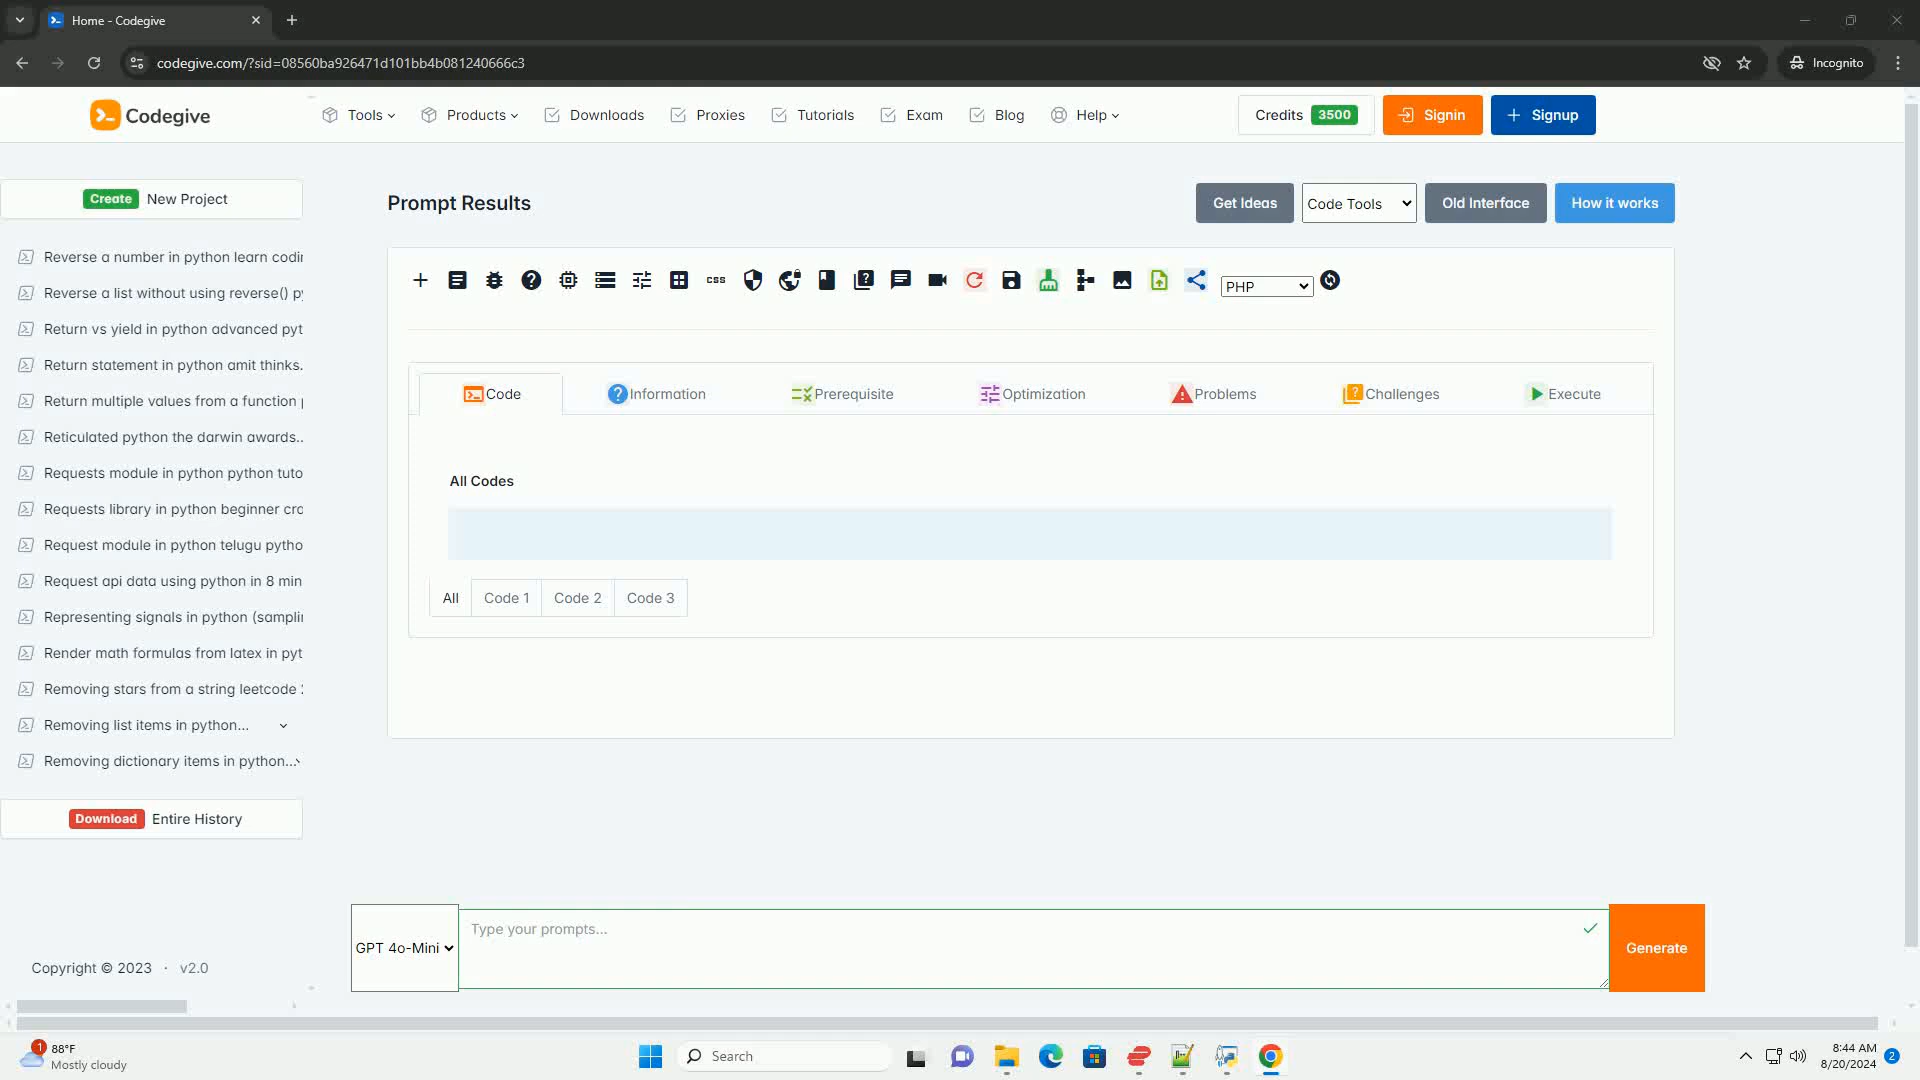 Home - Codegive
codegive.com/?sid=08560ba926471d101bb4b081240666c3
Incognito
Codegive
Tools
Products
Downloads
Proxies
Tutorials
Exam
Blog
Help
Credits 3500
Signin
Signup
Create New Project
Reverse a number in python learn codin
Reverse a list without using reverse() py
Return vs yield in python advanced pyt
Return statement in python amit thinks.
Return multiple values from a function p
Reticulated python the darwin awards..
Requests module in python python tuto
Requests library in python beginner cra
Request module in python telugu pytho
Request api data using python in 8 min
Representing signals in python (samplin
Render math formulas from latex in pyt
Removing stars from a string leetcode 2
Removing list items in python...
Removing dictionary items in python...
Download Entire History
Copyright © 2023 · v2.0
Prompt Results
Get Ideas
Code Tools
Old Interface
How it works
css
PHP
Code
Information
Prerequisite
Optimization
Problems
Challenges
Execute
All Codes
All
Code 1
Code 2
Code 3
GPT 4o-Mini
Type your prompts...
Generate
1
88°F
Mostly cloudy
Search
8:44 AM
8/20/2024
2